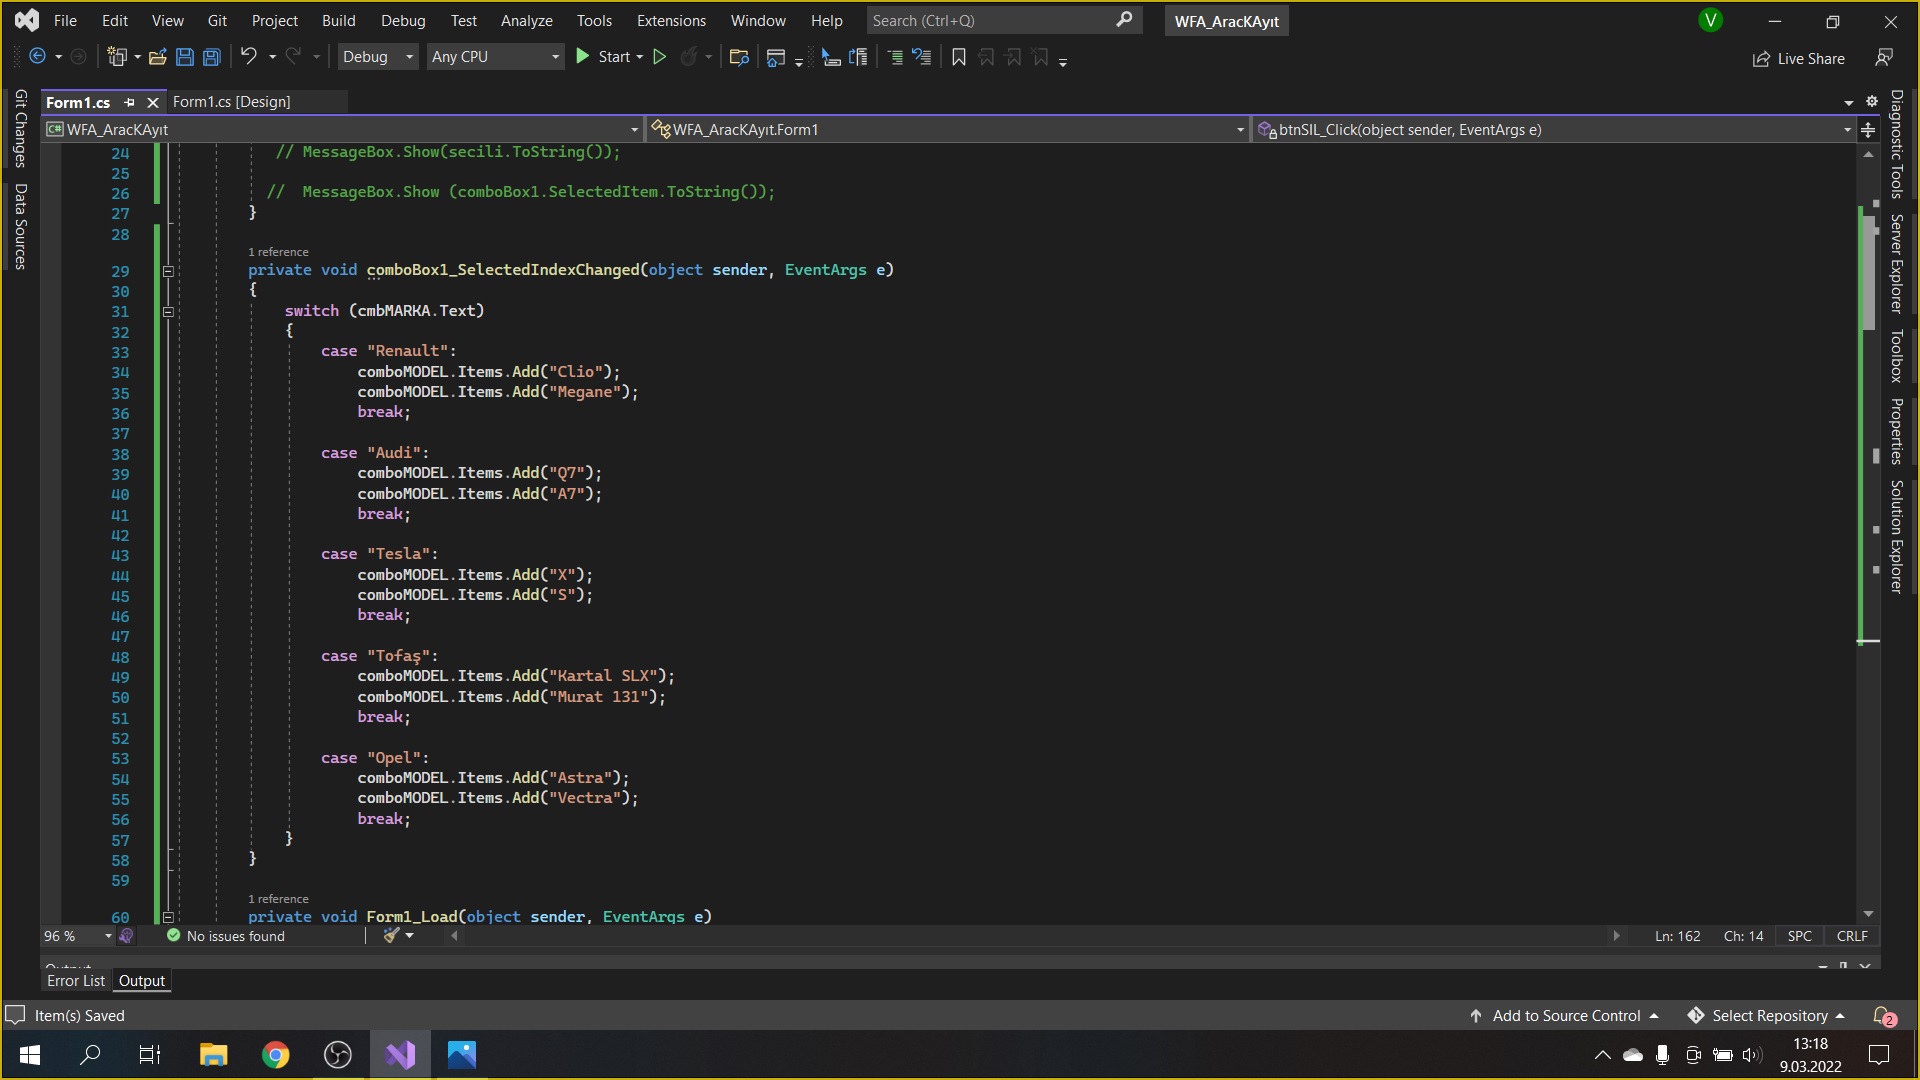 File Edit View Git Project Build Debug Test Analyze Tools Extensions Window Help Search (Ctrl+Q) WFA_AracKAyıt V
Debug Any CPU Start Live Share
Form1.cs Form1.cs [Design]
WFA_AracKAyıt WFA_AracKAyıt.Form1 btnSIL_Click(object sender, EventArgs e)
Git Changes
Data Sources
Diagnostic Tools
Server Explorer
Toolbox
Properties
Solution Explorer
24 // MessageBox.Show(secili.ToString());
25
26 // MessageBox.Show (comboBox1.SelectedItem.ToString());
27 }
28
1 reference
29 private void comboBox1_SelectedIndexChanged(object sender, EventArgs e)
30 {
31 switch (cmbMARKA.Text)
32 {
33 case "Renault":
34 comboMODEL.Items.Add("Clio");
35 comboMODEL.Items.Add("Megane");
36 break;
37
38 case "Audi":
39 comboMODEL.Items.Add("Q7");
40 comboMODEL.Items.Add("A7");
41 break;
42
43 case "Tesla":
44 comboMODEL.Items.Add("X");
45 comboMODEL.Items.Add("S");
46 break;
47
48 case "Tofaş":
49 comboMODEL.Items.Add("Kartal SLX");
50 comboMODEL.Items.Add("Murat 131");
51 break;
52
53 case "Opel":
54 comboMODEL.Items.Add("Astra");
55 comboMODEL.Items.Add("Vectra");
56 break;
57 }
58 }
59
1 reference
60 private void Form1_Load(object sender, EventArgs e)
96 % No issues found Ln: 162 Ch: 14 SPC CRLF
Output
Error List Output
Item(s) Saved Add to Source Control Select Repository 2
13:18
9.03.2022